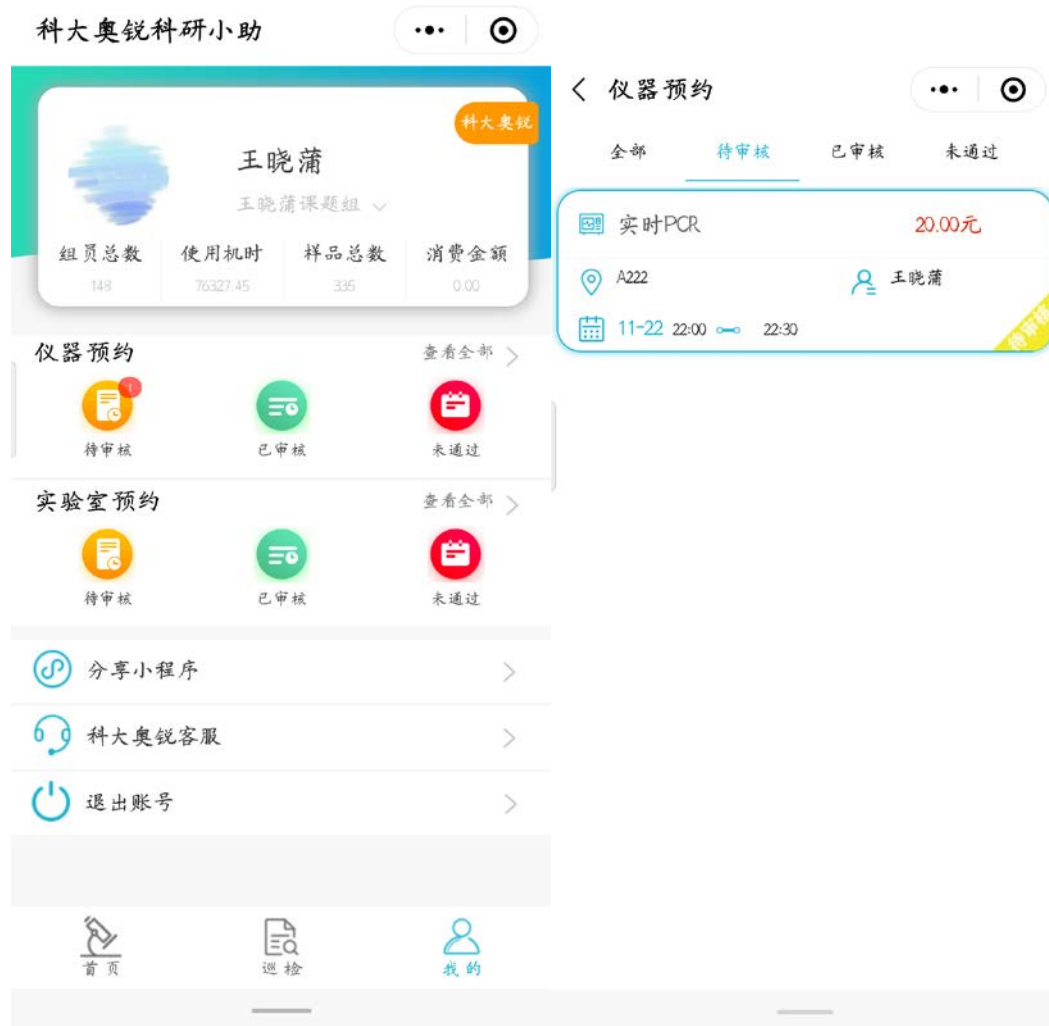 科大奥锐科研小助
科大奥锐
王晓蒲
王晓蒲课题组
组员总数 使用机时 样品总数 消费金额
148 76327.45 335 0.00
仪器预约 查看全部
1
待审核 已审核 未通过
实验室预约 查看全部
待审核 已审核 未通过
分享小程序
科大奥锐客服
退出账号
首页 巡检 我的
仪器预约
全部 待审核 已审核 未通过
实时PCR 20.00元
A222 王晓蒲
11-22 22:00 22:30
待审核